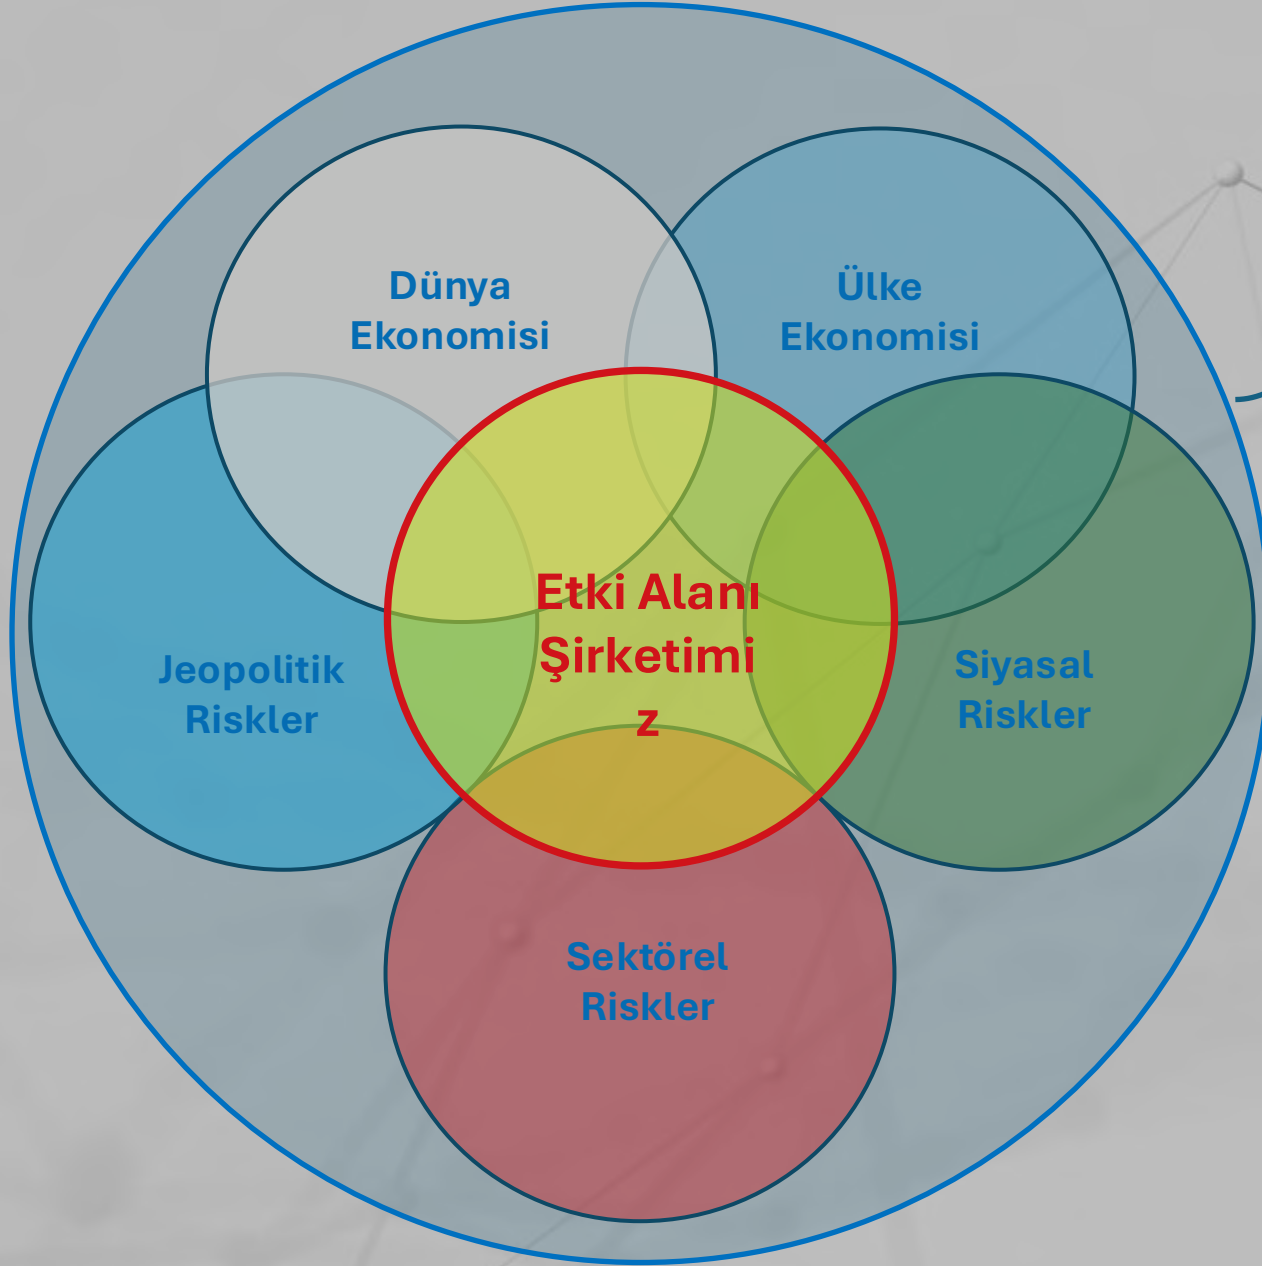 Dünya
Ekonomisi
Ülke
Ekonomisi
Etki Alanı
Şirketimi
z
Jeopolitik
Riskler
Siyasal
Riskler
Sektörel
Riskler